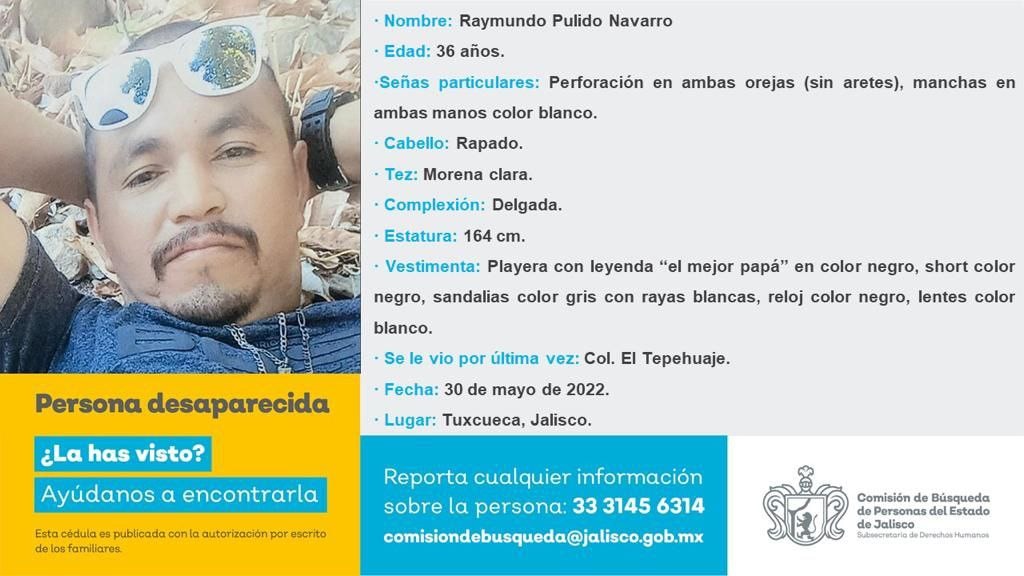 · Nombre: Raymundo Pulido Navarro
· Edad: 36 años.
·Señas particulares: Perforación en ambas orejas (sin aretes), manchas en
ambas manos color blanco.
· Cabello: Rapado.
· Tez: Morena clara.
· Complexión: Delgada.
· Estatura: 164 cm.
· Vestimenta: Playera con leyenda “el mejor papá” en color negro, short color
negro, sandalias color gris con rayas blancas, reloj color negro, lentes color
blanco.
· Se le vio por última vez: Col. El Tepehuaje.
· Fecha: 30 de mayo de 2022.
· Lugar: Tuxcueca, Jalisco.
Persona desaparecida
¿La has visto?
Ayúdanos a encontrarla
Esta cédula es publicada con la autorización por escrito
de los familiares.
Reporta cualquier información
sobre la persona: 33 3145 6314
comisiondebusqueda@jalisco.gob.mx
Comisión de Búsqueda
de Personas del Estado
de Jalisco
Subsecretaría de Derechos Humanos